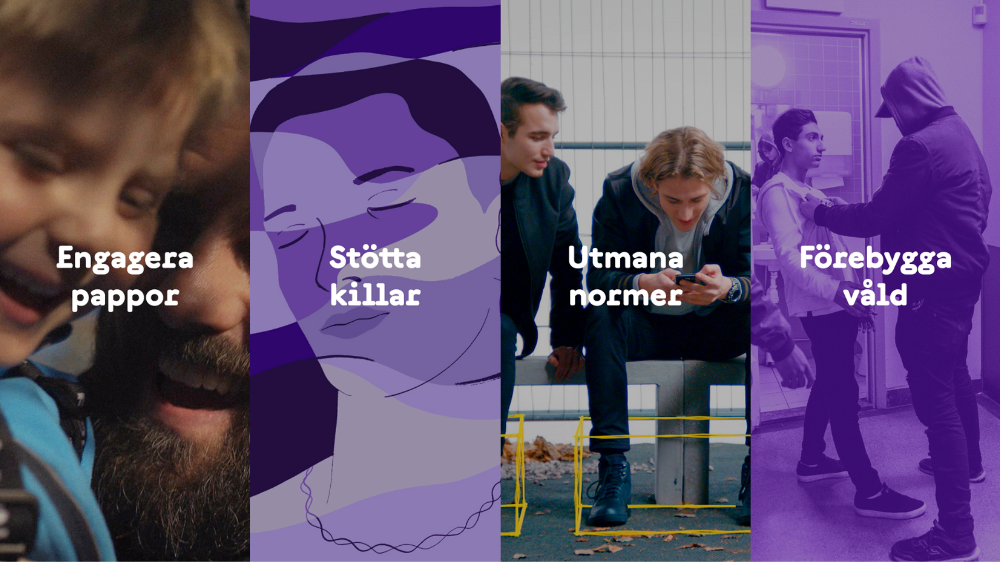 Engagera
pappor
Stötta
killar
Utmana
normer
Förebygga
våld